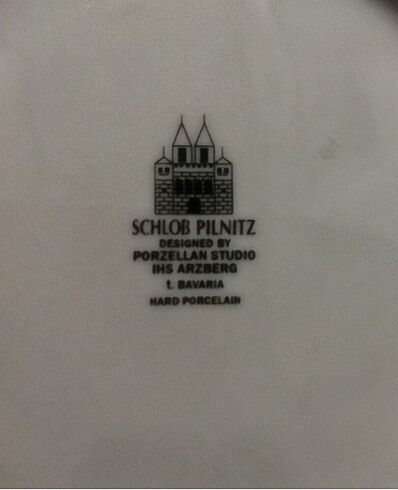 SCHLOB PILNITZ
DESIGNED BY
PORZELLAN STUDIO
IHS ARZBERG
t. BAVARIA
HARD PORCELAIN